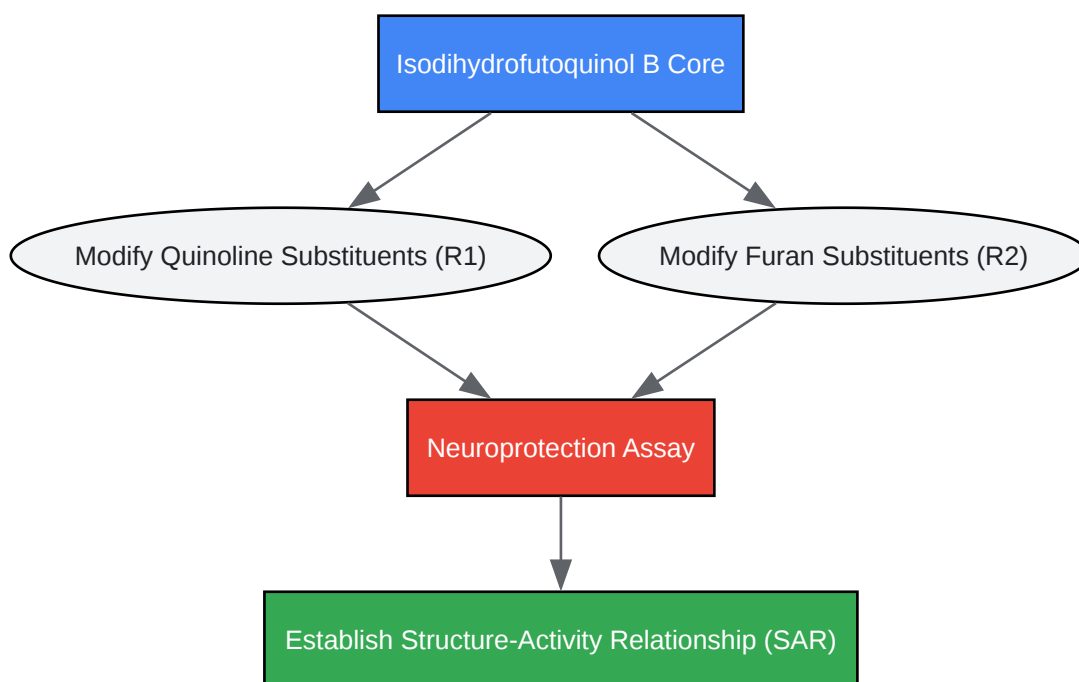 Isodihydrofutoquinol B Core
Modify Quinoline Substituents (R1)
Modify Furan Substituents (R2)
Neuroprotection Assay
Establish Structure-Activity Relationship (SAR)